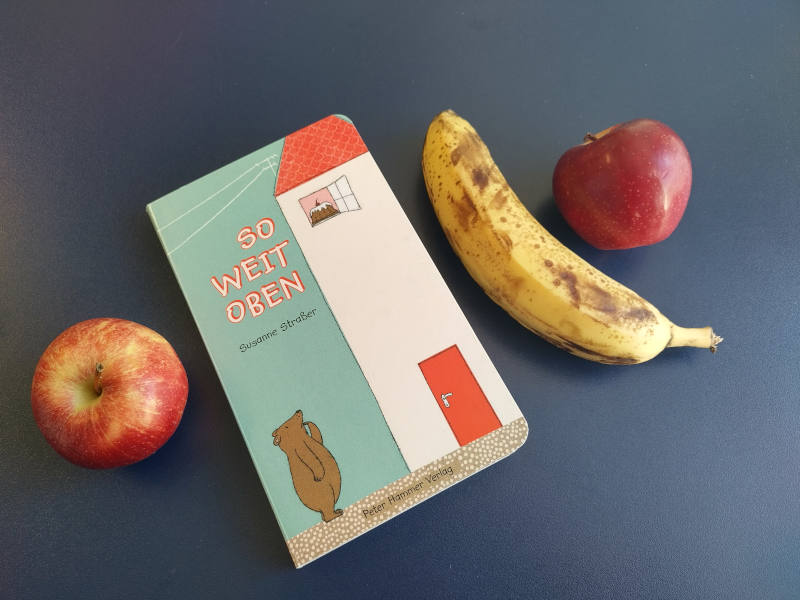 SO
WEIT
OBEN
Susanne Straßer
Peter Hammer Verlag